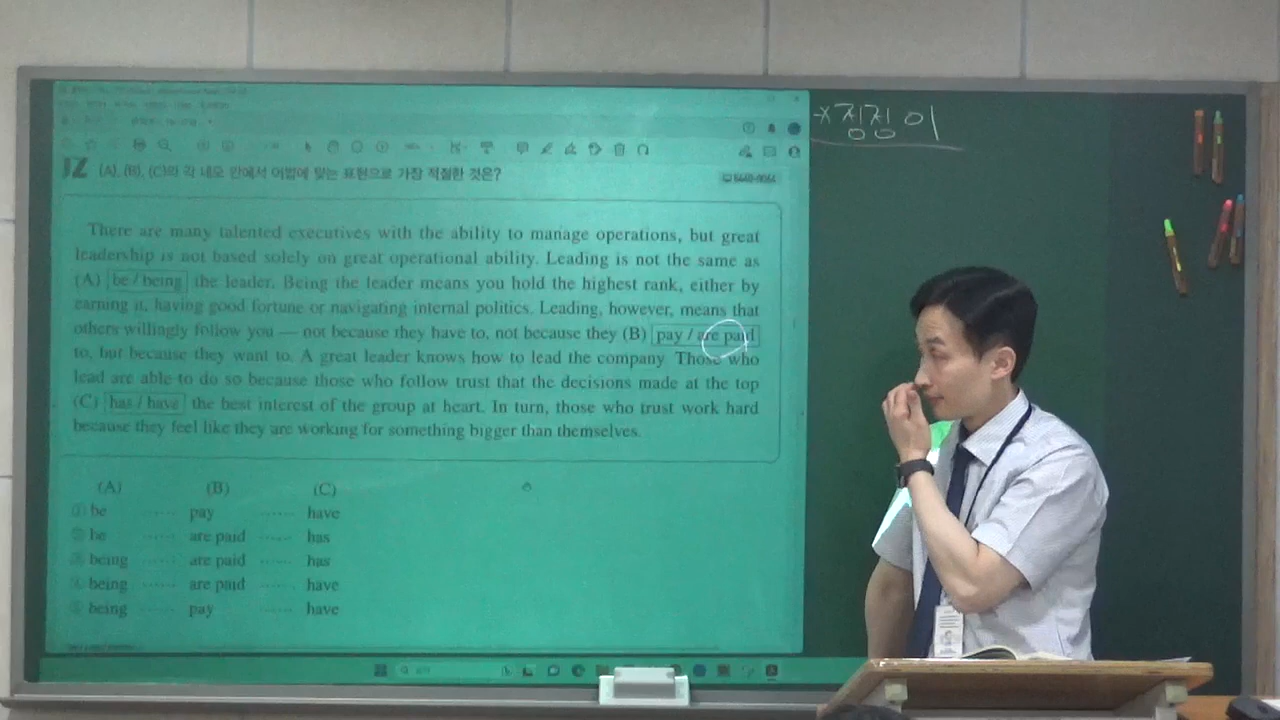 *징징이
12 (A), (B), (C)의 각 네모 안에서 어법에 맞는 표현으로 가장 적절한 것은?
There are many talented executives with the ability to manage operations, but great
leadership is not based solely on great operational ability. Leading is not the same as
(A) be / being the leader. Being the leader means you hold the highest rank, either by
earning it, having good fortune or navigating internal politics. Leading, however, means that
others willingly follow you — not because they have to, not because they (B) pay / are paid
to, but because they want to. A great leader knows how to lead the company. Those who
lead are able to do so because those who follow trust that the decisions made at the top
(C) has / have the best interest of the group at heart. In turn, those who trust work hard
because they feel like they are working for something bigger than themselves.
(A) (B) (C)
① be ...... pay ...... have
② be ...... are paid ...... has
③ being ...... are paid ...... has
④ being ...... are paid ...... have
⑤ being ...... pay ...... have